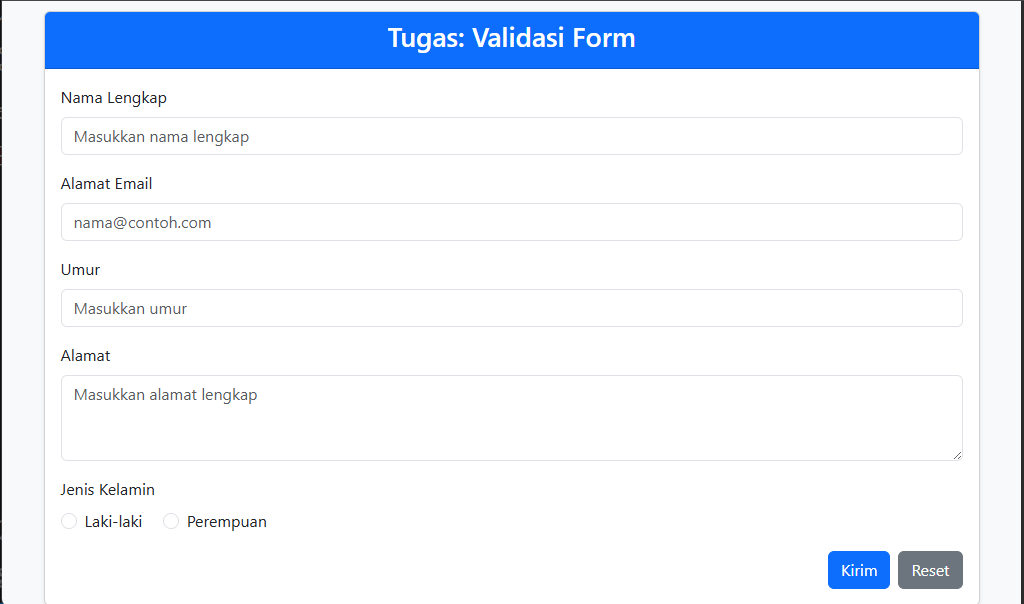 Tugas: Validasi Form
Nama Lengkap
Masukkan nama lengkap
Alamat Email
nama@contoh.com
Umur
Masukkan umur
Alamat
Masukkan alamat lengkap
Jenis Kelamin
Laki-laki Perempuan
Kirim Reset